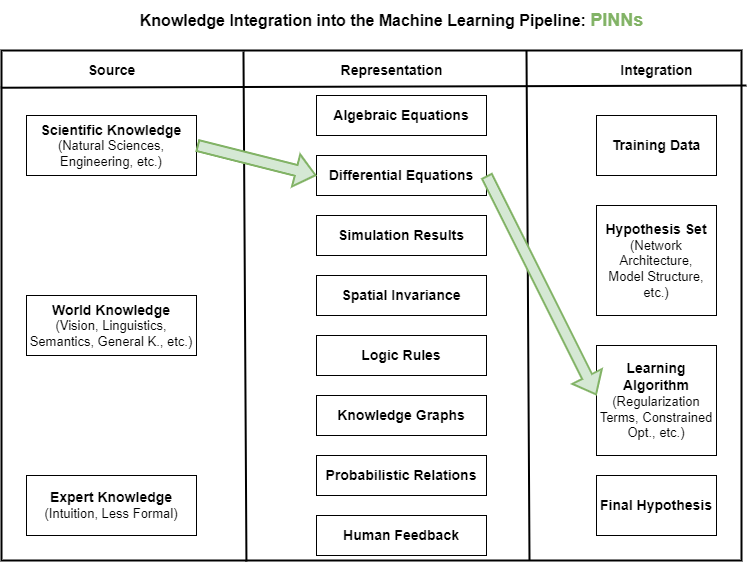 Knowledge Integration into the Machine Learning Pipeline: PINNs
Source
Representation
Integration
Scientific Knowledge
(Natural Sciences,
Engineering, etc.)
World Knowledge
(Vision, Linguistics,
Semantics, General K., etc.)
Expert Knowledge
(Intuition, Less Formal)
Algebraic Equations
Differential Equations
Simulation Results
Spatial Invariance
Logic Rules
Knowledge Graphs
Probabilistic Relations
Human Feedback
Training Data
Hypothesis Set
(Network
Architecture,
Model Structure,
etc.)
Learning
Algorithm
(Regularization
Terms, Constrained
Opt., etc.)
Final Hypothesis